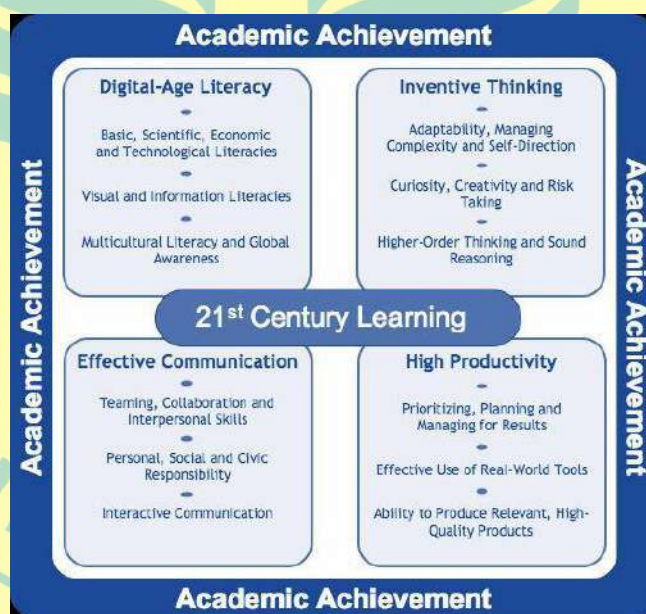 Academic Achievement
Academic Achievement
Digital-Age Literacy
Basic, Scientific, Economic
and Technological Literacies
Visual and Information Literacies
Multicultural Literacy and Global
Awareness
Inventive Thinking
Adaptability, Managing
Complexity and Self-Direction
Curiosity, Creativity and Risk
Taking
Higher-Order Thinking and Sound
Reasoning
Academic Achievement
21st Century Learning
Effective Communication
Teaming, Collaboration and
Interpersonal Skills
Personal, Social and Civic
Responsibility
Interactive Communication
High Productivity
Prioritizing, Planning and
Managing for Results
Effective Use of Real-World Tools
Ability to Produce Relevant, High-
Quality Products
Academic Achievement